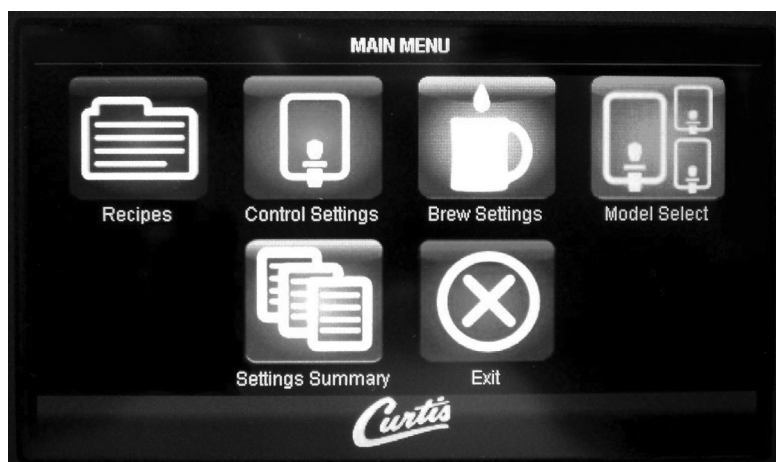 MAIN MENU
Recipes Control Settings Brew Settings Model Select
Settings Summary Exit
Curtis